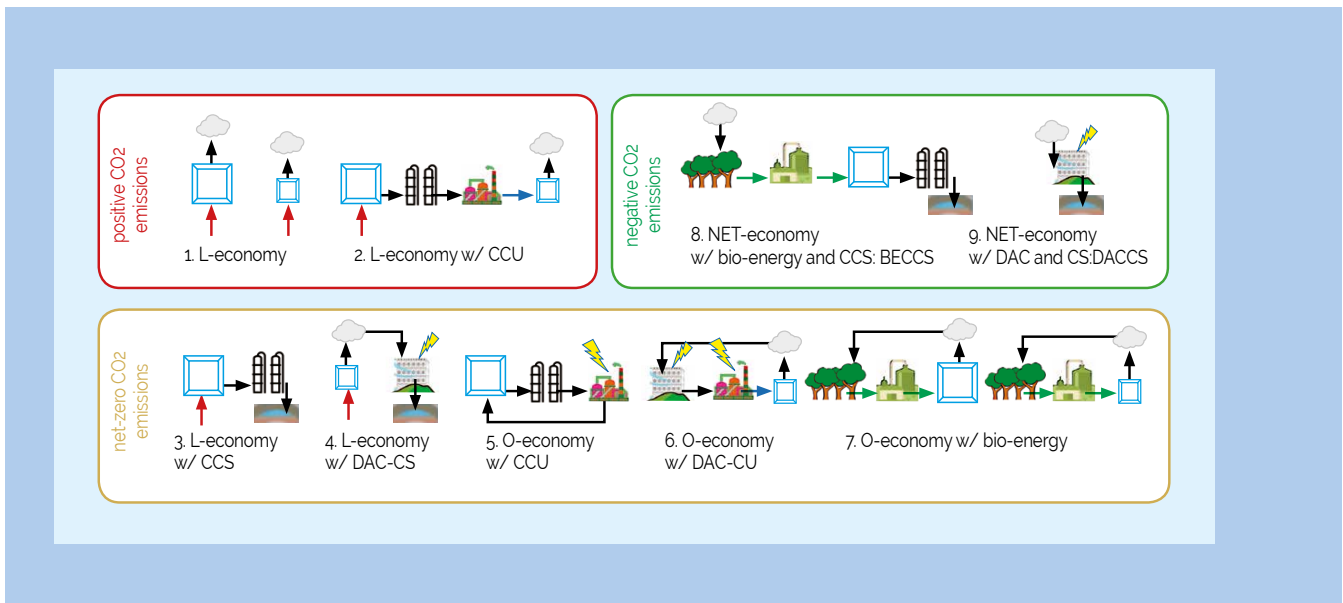 positive CO2
emissions
1. L-economy
2. L-economy w/ CCU
negative CO2
emissions
8. NET-economy
w/ bio-energy and CCS: BECCS
9. NET-economy
w/ DAC and CS:DACCS
net-zero CO2
emissions
3. L-economy
w/ CCS
4. L-economy
w/ DAC-CS
5. O-economy
w/ CCU
6. O-economy
w/ DAC-CU
7. O-economy w/ bio-energy